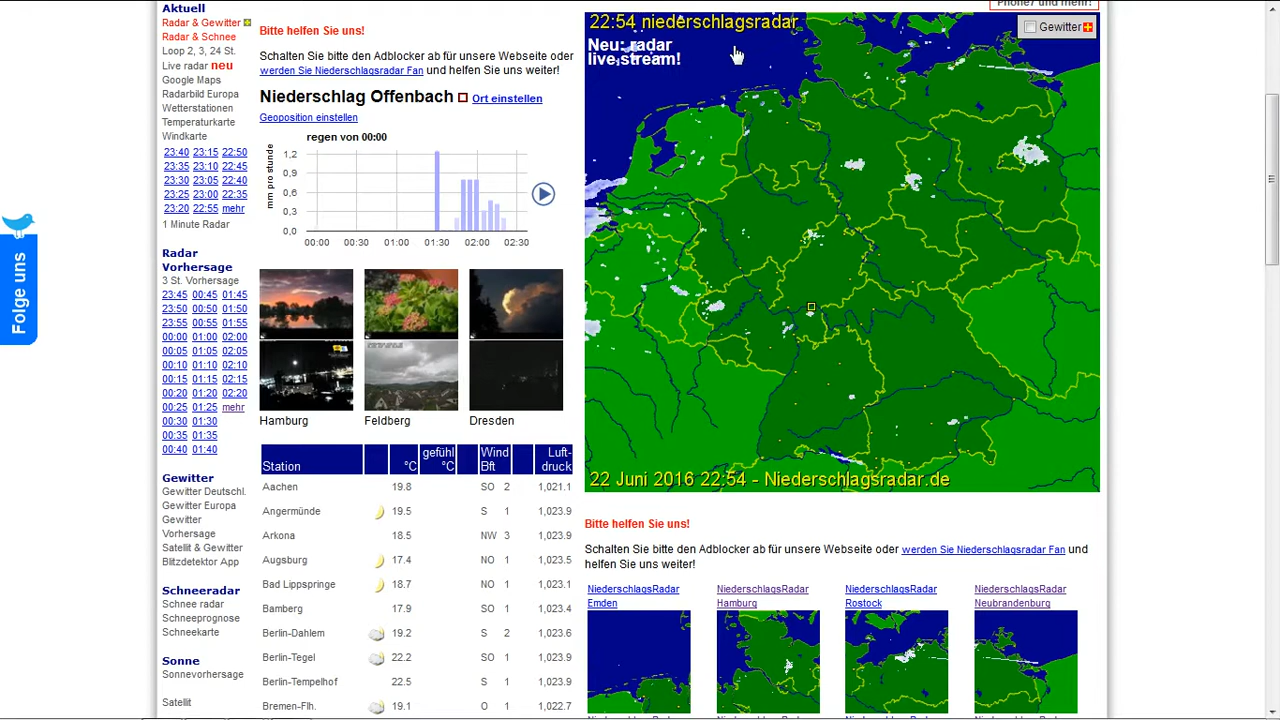 Aktuell
Radar & Gewitter
Radar & Schnee
Loop 2, 3, 24 St.
Live radar neu
Google Maps
Radarbild Europa
Wetterstationen
Temperaturkarte
Windkarte
23:40 23:15 22:50
23:35 23:10 22:45
23:30 23:05 22:40
23:25 23:00 22:35
23:20 22:55 mehr
1 Minute Radar
Radar
Vorhersage
3 St. Vorhersage
23:45 00:45 01:45
23:50 00:50 01:50
23:55 00:55 01:55
00:00 01:00 02:00
00:05 01:05 02:05
00:10 01:10 02:10
00:15 01:15 02:15
00:20 01:20 02:20
00:25 01:25 mehr
00:30 01:30
00:35 01:35
00:40 01:40
Gewitter
Gewitter Deutschl.
Gewitter Europa
Gewitter
Vorhersage
Satellit & Gewitter
Blitzdetektor App
Schneeradar
Schnee radar
Schneeprognose
Schneekarte
Sonne
Sonnevorhersage
Satellit
Folge uns
Bitte helfen Sie uns!
Schalten Sie bitte den Adblocker ab für unsere Webseite oder
werden Sie Niederschlagsradar Fan und helfen Sie uns weiter!
Niederschlag Offenbach Ort einstellen
Geoposition einstellen
regen von 00:00
mm pro stunde
1,2
0,9
0,6
0,3
0,0
00:00 00:30 01:00 01:30 02:00 02:30
Hamburg Feldberg Dresden
Station °C gefühl °C Wind Bft Luft-druck
Aachen 19.8 SO 2 1,021.1
Angermünde 19.5 S 1 1,023.9
Arkona 18.5 NW 3 1,023.9
Augsburg 17.4 NO 1 1,023.5
Bad Lippspringe 18.7 NO 1 1,023.1
Bamberg 17.9 S 1 1,023.4
Berlin-Dahlem 19.2 S 2 1,023.6
Berlin-Tegel 22.2 SO 1 1,023.9
Berlin-Tempelhof 22.5 S 1 1,023.9
Bremen-Flh. 19.1 O 1 1,022.7
Phone7 und mehr!
22:54 niederschlagsradar
Neu: radar
live stream!
Gewitter
22 Juni 2016 22:54 - Niederschlagsradar.de
Bitte helfen Sie uns!
Schalten Sie bitte den Adblocker ab für unsere Webseite oder werden Sie Niederschlagsradar Fan und
helfen Sie uns weiter!
NiederschlagsRadar NiederschlagsRadar NiederschlagsRadar NiederschlagsRadar
Emden Hamburg Rostock Neubrandenburg